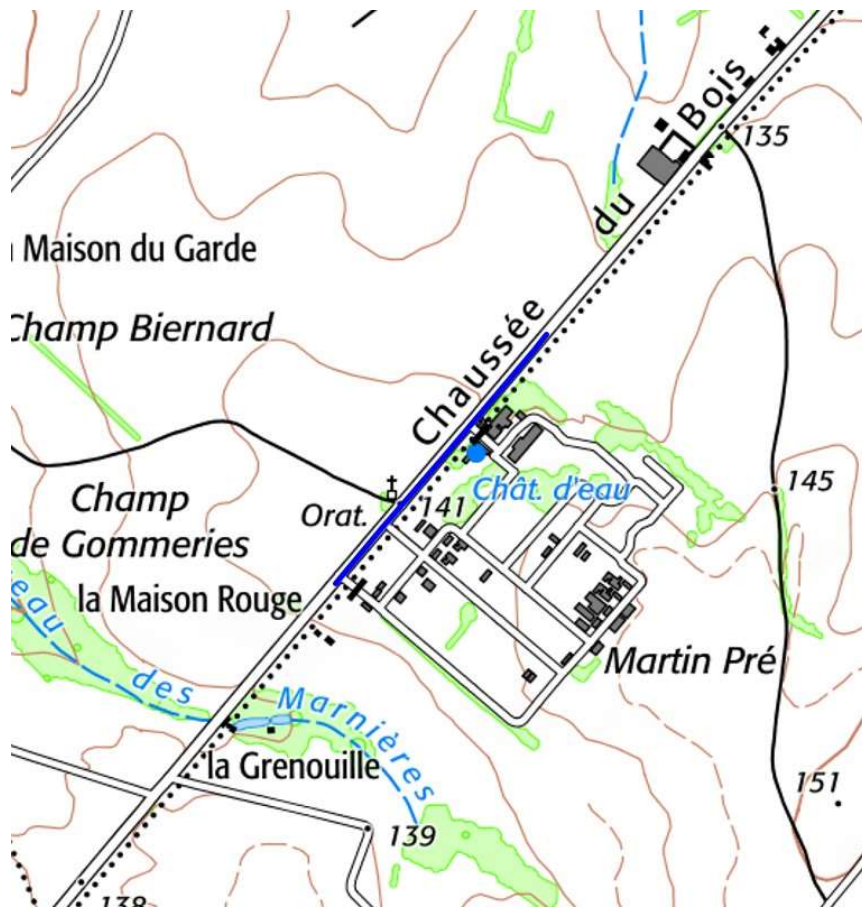 Chaussée du Bois
135
Maison du Garde
Champ Biernard
Chât. d'eau
145
Champ
de Gommeries
Orat.
141
la Maison Rouge
Martin Pré
des Marnières
la Grenouille
151
139
138